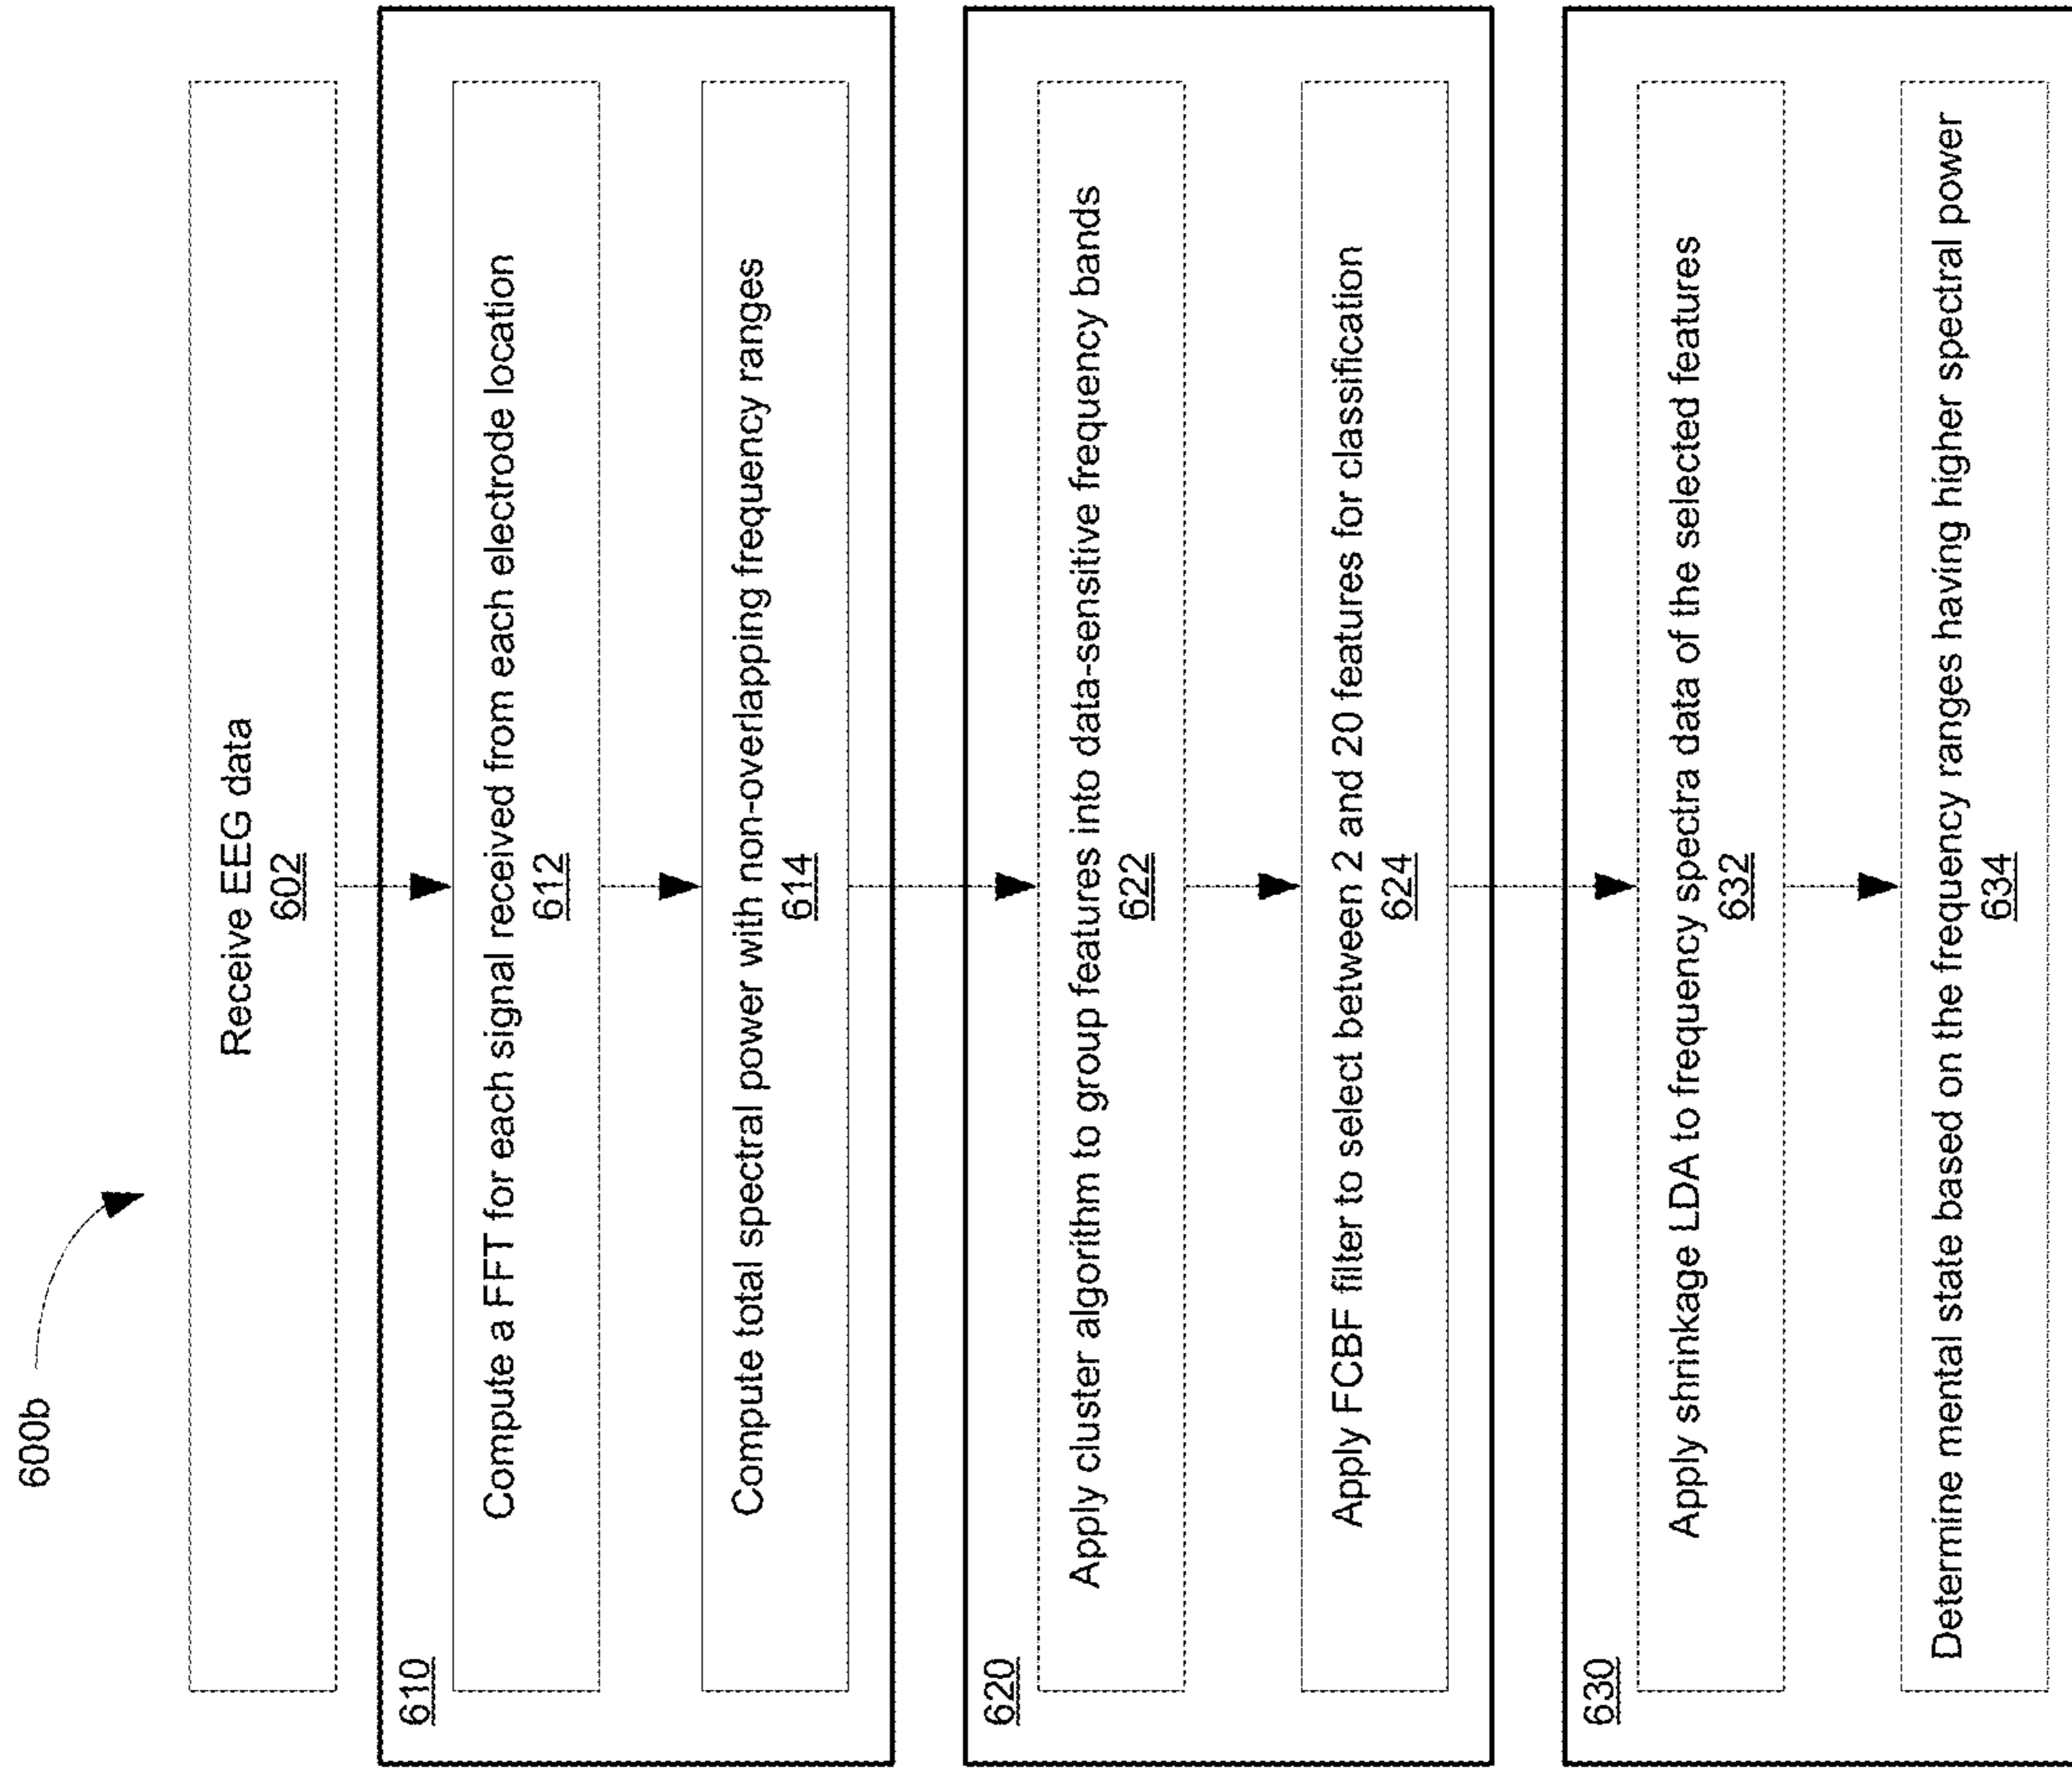 600b
Receive EEG data
602
610
Compute a FFT for each signal received from each electrode location
612
Compute total spectral power with non-overlapping frequency ranges
614
620
Apply cluster algorithm to group features into data-sensitive frequency bands
622
Apply FCBF filter to select between 2 and 20 features for classification
624
630
Apply shrinkage LDA to frequency spectra data of the selected features
632
Determine mental state based on the frequency ranges having higher spectral power
634